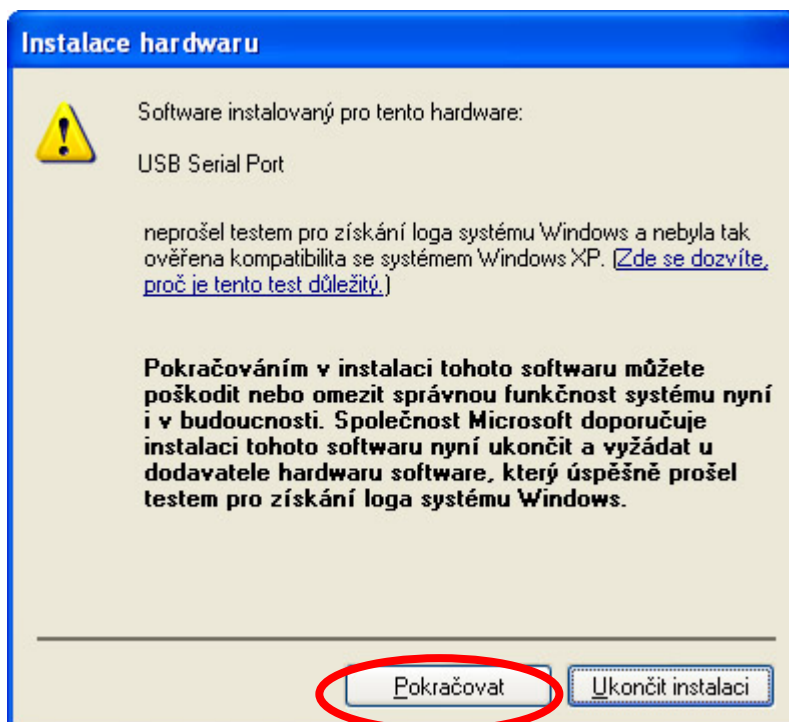 Instalace hardwaru
Software instalovaný pro tento hardware:
USB Serial Port
neprošel testem pro získání loga systému Windows a nebyla tak
ověřena kompatibilita se systémem Windows XP. (Zde se dozvíte,
proč je tento test důležitý.)
Pokračováním v instalaci tohoto softwaru můžete
poškodit nebo omezit správnou funkčnost systému nyní
i v budoucnosti. Společnost Microsoft doporučuje
instalaci tohoto softwaru nyní ukončit a vyžádat u
dodavatele hardwaru software, který úspěšně prošel
testem pro získání loga systému Windows.
Pokračovat
Ukončit instalaci